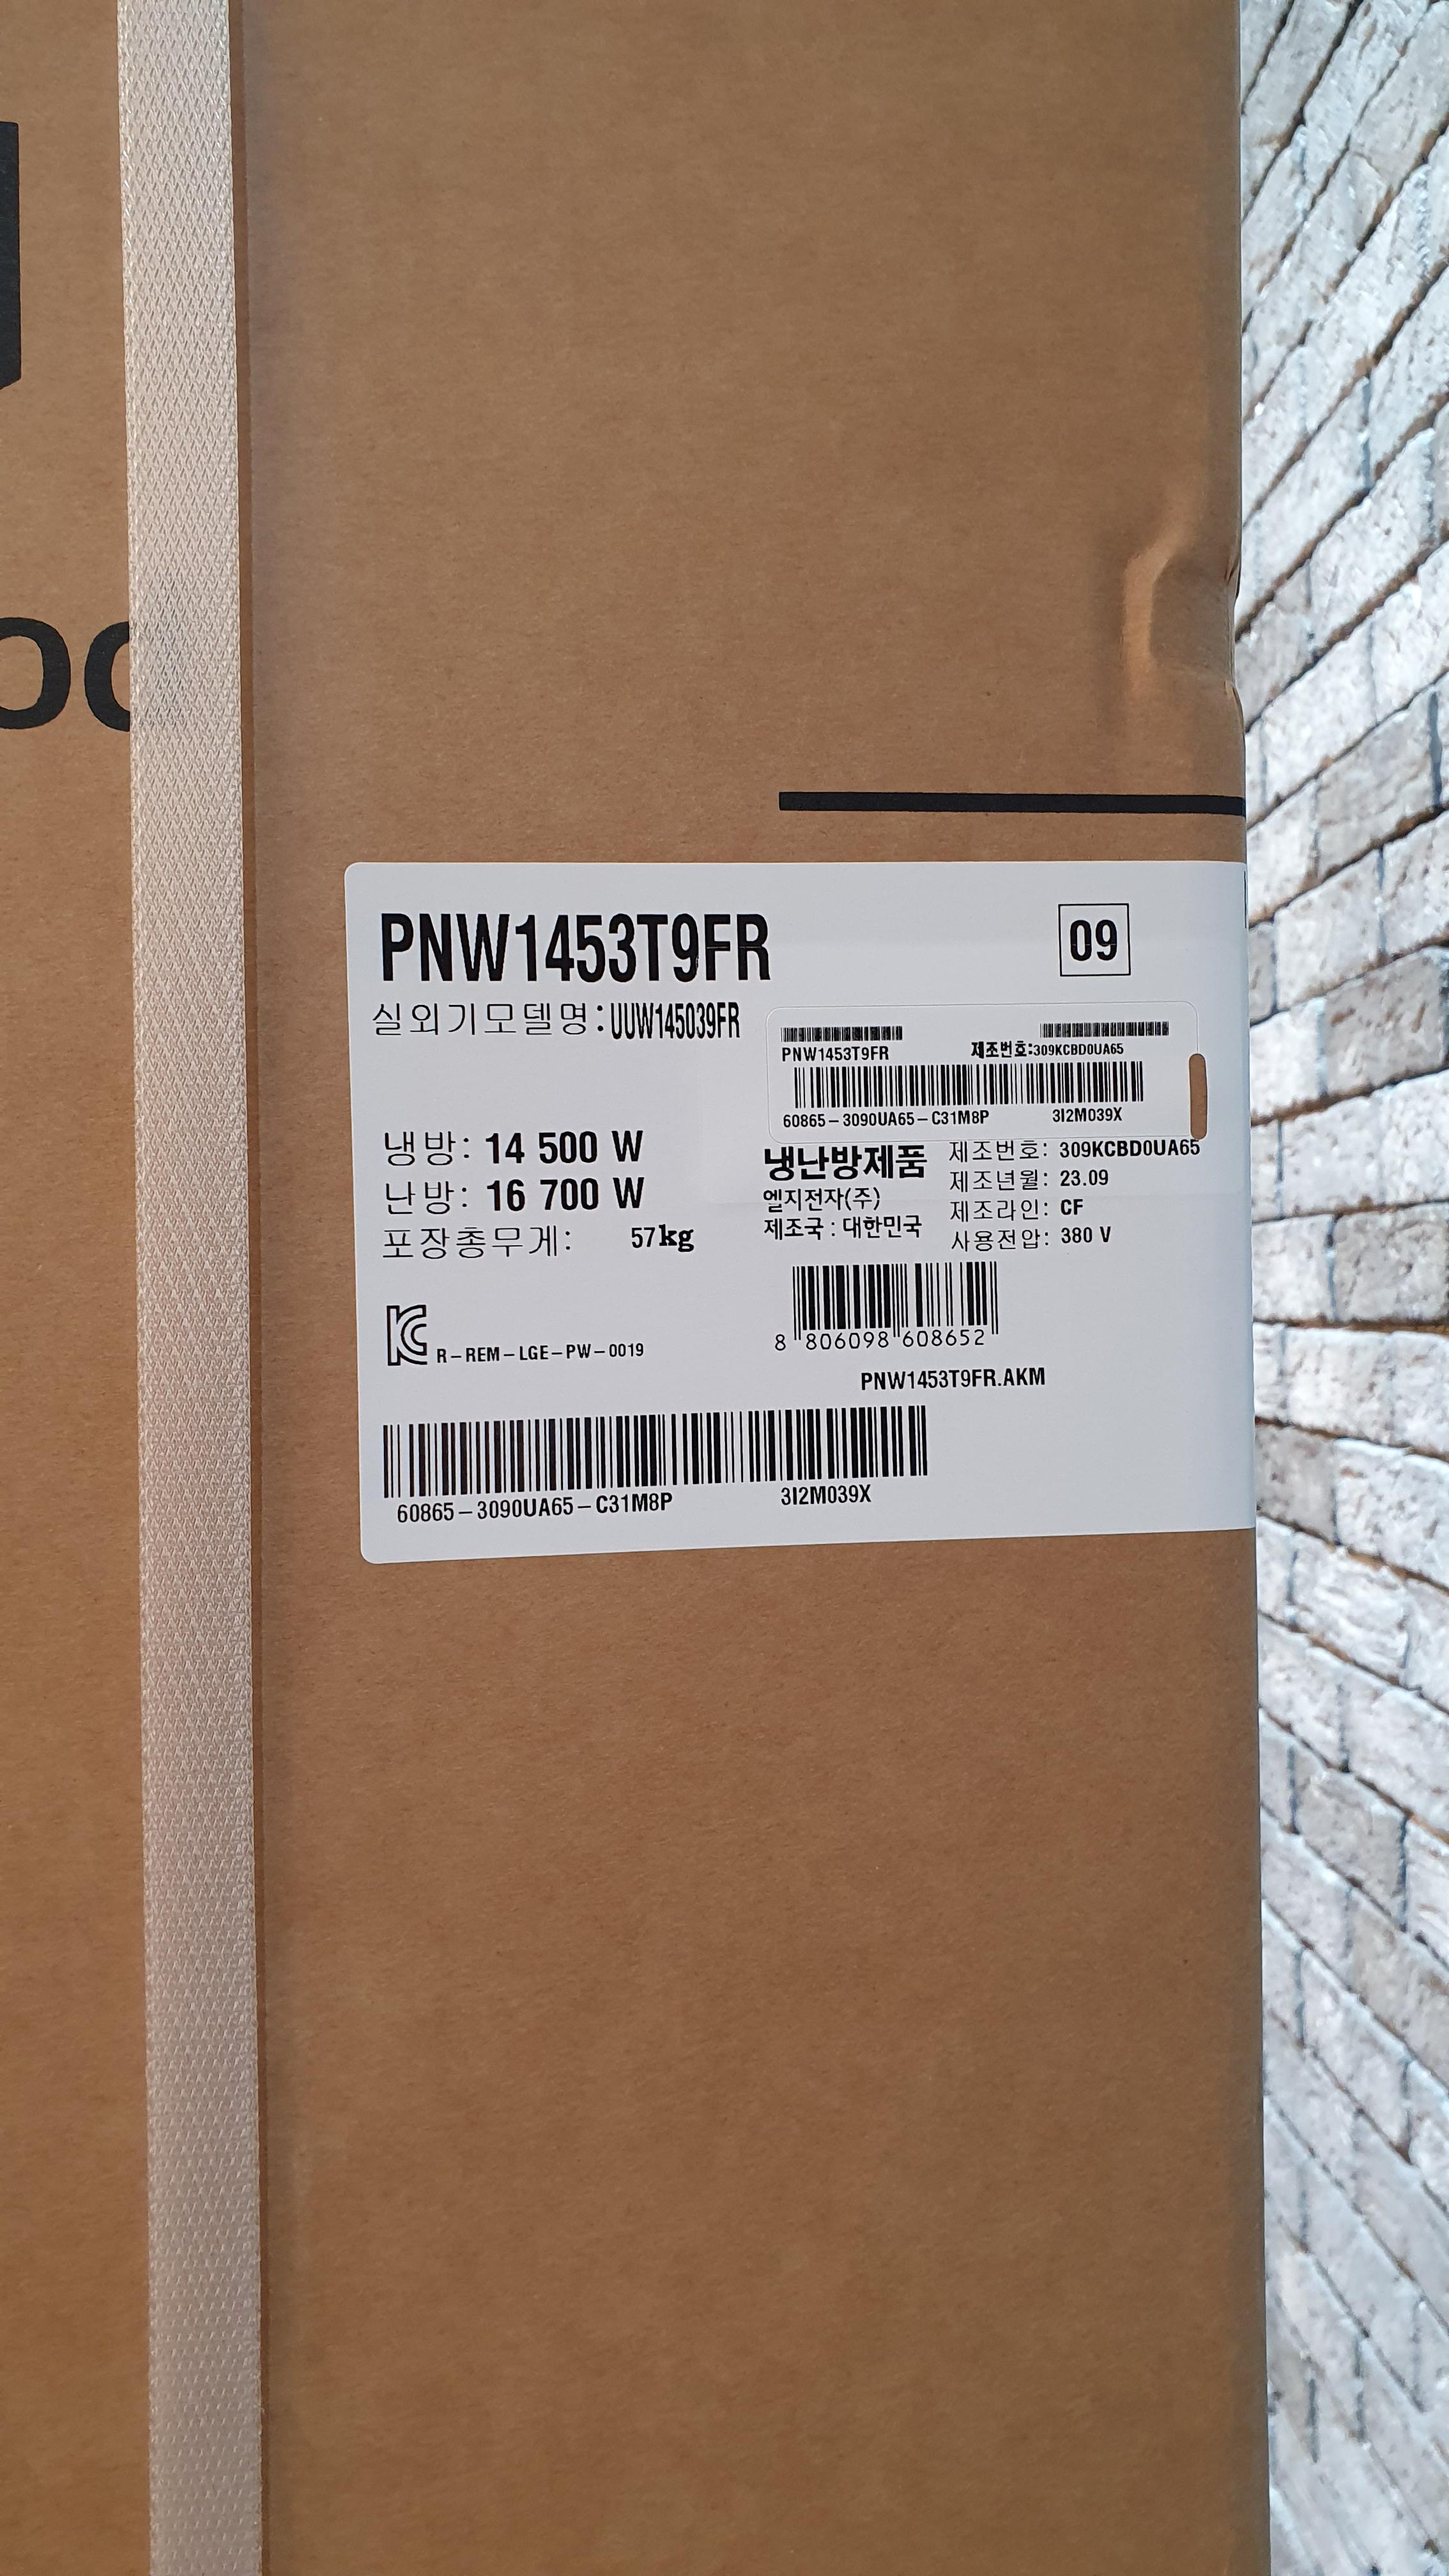 PNW1453T9FR
09
실외기모델명:UUW145039FR
PNW1453T9FR 제조번호:309KCBD0UA65
60865-3090UA65-C31M8P 3I2M039X
냉방: 14 500 W
난방: 16 700 W
포장총무게: 57kg
냉난방제품
엘지전자(주)
제조국 : 대한민국
제조번호: 309KCBD0UA65
제조년월: 23.09
제조라인: CF
사용전압: 380 V
R-REM-LGE-PW-0019
8 806098 608652
PNW1453T9FR.AKM
60865-3090UA65-C31M8P 3I2M039X